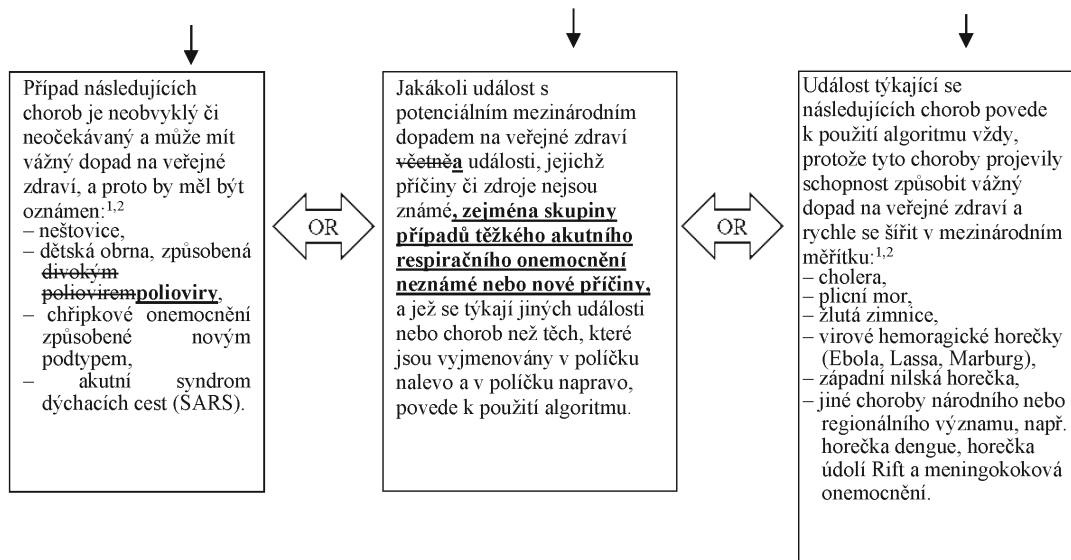 Případ následujících
chorob je neobvyklý či
neočekávaný a může mít
vážný dopad na veřejné
zdraví, a proto by měl být
oznámen:1,2
– neštovice,
– dětská obrna, způsobená
divokým
poliovirempolioviry,
– chřipkové onemocnění
způsobené novým
podtypem,
– akutní syndrom
dýchacích cest (SARS).
OR
Jakákoli událost s
potenciálním mezinárodním
dopadem na veřejné zdraví
včetněa události, jejichž
příčiny či zdroje nejsou
známé, zejména skupiny
případů těžkého akutního
respiračního onemocnění
neznámé nebo nové příčiny,
a jež se týkají jiných událostí
nebo chorob než těch, které
jsou vyjmenovány v políčku
nalevo a v políčku napravo,
povede k použití algoritmu.
OR
Událost týkající se
následujících chorob povede
k použití algoritmu vždy,
protože tyto choroby projevily
schopnost způsobit vážný
dopad na veřejné zdraví a
rychle se šířit v mezinárodním
měřítku:1,2
– cholera,
– plicní mor,
– žlutá zimnice,
– virové hemoragické horečky
(Ebola, Lassa, Marburg),
– západní nilská horečka,
– jiné choroby národního nebo
regionálního významu, např.
horečka dengue, horečka
údolí Rift a meningokoková
onemocnění.